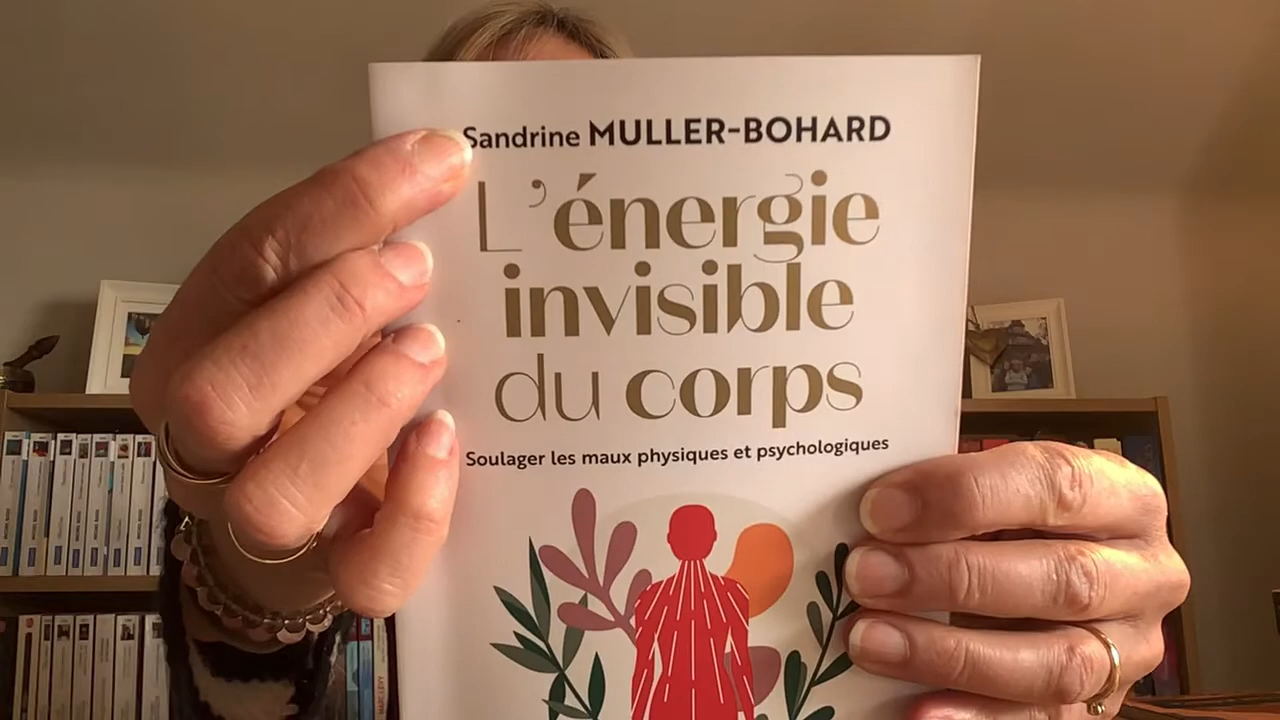 Sandrine MULLER-BOHARD
L'énergie
invisible
du corps
Soulager les maux physiques et psychologiques